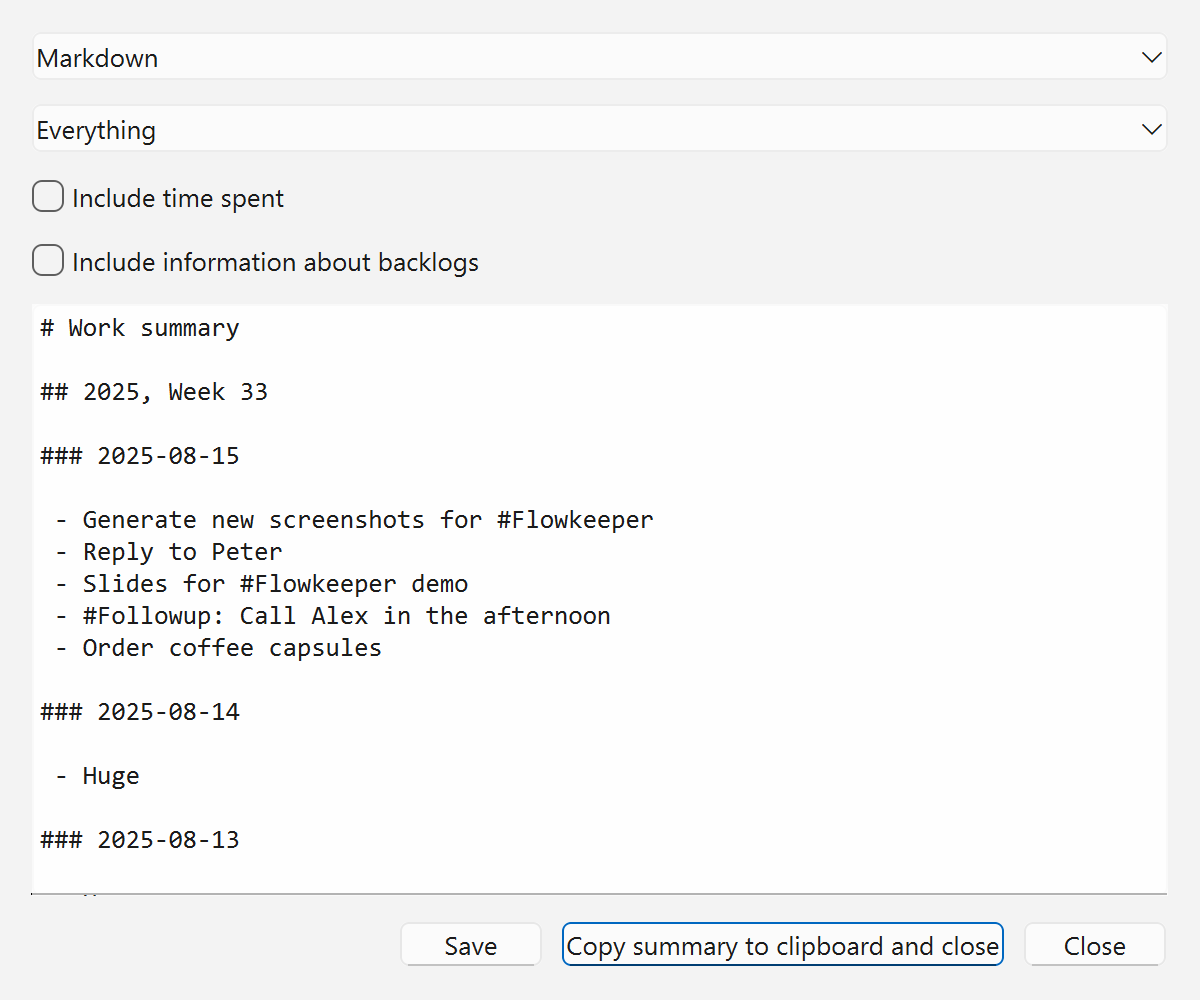 Markdown
Everything
Include time spent
Include information about backlogs
# Work summary
## 2025, Week 33
### 2025-08-15
- Generate new screenshots for #Flowkeeper
- Reply to Peter
- Slides for #Flowkeeper demo
- #Followup: Call Alex in the afternoon
- Order coffee capsules
### 2025-08-14
- Huge
### 2025-08-13
Save
Copy summary to clipboard and close
Close